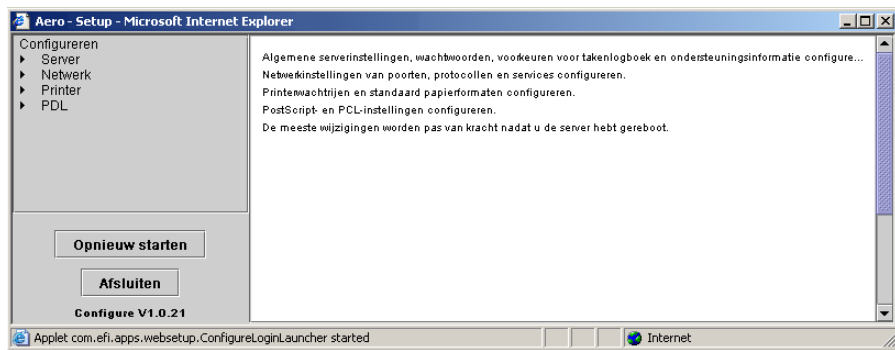 Aero - Setup - Microsoft Internet Explorer
Configureren
Server
Netwerk
Printer
PDL
Opnieuw starten
Afsluiten
Configure V1.0.21
Algemene serverinstellingen, wachtwoorden, voorkeuren voor takenlogboek en ondersteuningsinformatie configure...
Netwerkinstellingen van poorten, protocollen en services configureren.
Printerwachtrijen en standaard papierformaten configureren.
PostScript- en PCL-instellingen configureren.
De meeste wijzigingen worden pas van kracht nadat u de server hebt gereboot.
Applet com.efi.apps.websetup.ConfigureLoginLauncher started
Internet